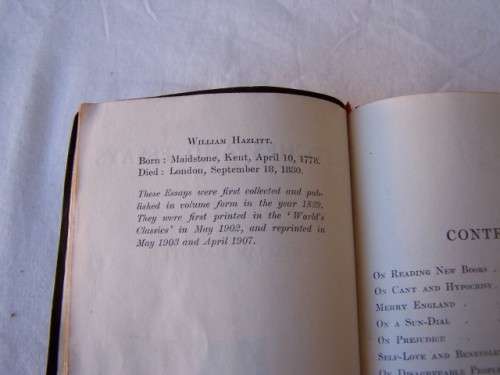 WILLIAM HAZLITT.
Born : Maidstone, Kent, April 10, 1778.
Died : London, September 18, 1830.
These Essays were first collected and pub-
lished in volume form in the year 1839.
They were first printed in the ‘World's
Classics’ in May 1902, and reprinted in
May 1903 and April 1907.
CONT
ON READING NEW BOOKS .
ON CANT AND HYPOCRISY .
MERRY ENGLAND .
ON A SUN-DIAL .
ON PREJUDICE .
SELF-LOVE AND
ON DISAGREEABLE